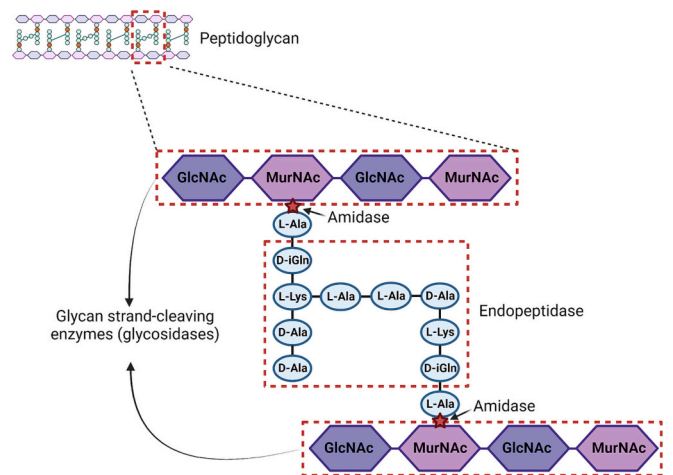 Peptidoglycan
GlcNAc MurNAc GlcNAc MurNAc
Amidase
L-Ala
D-iGln
L-Lys L-Ala L-Ala D-Ala
Endopeptidase
Glycan strand-cleaving
enzymes (glycosidases)
D-Ala L-Lys
D-Ala D-iGln
L-Ala
Amidase
GlcNAc MurNAc GlcNAc MurNAc